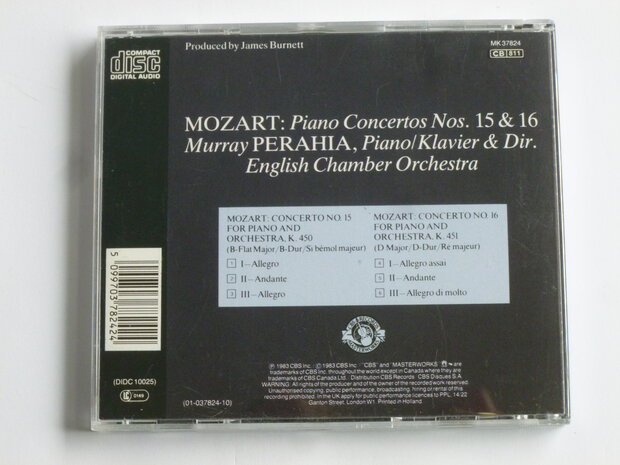 COMPACT
disc
DIGITAL AUDIO
Produced by James Burnett
MK 37824
CB 811
MOZART: Piano Concertos Nos. 15 & 16
Murray PERAHIA, Piano/Klavier & Dir.
English Chamber Orchestra
MOZART: CONCERTO NO. 15
FOR PIANO AND
ORCHESTRA, K. 450
(B-Flat Major/B-Dur/Si bémol majeur)
1 I—Allegro
2 II—Andante
3 III—Allegro
MOZART: CONCERTO NO. 16
FOR PIANO AND
ORCHESTRA, K. 451
(D Major/D-Dur/Ré majeur)
4 I—Allegro assai
5 II—Andante
6 III—Allegro di molto
5 099703 782424
(DIDC 10025)
LC 0149
(01-037824-10)
℗ 1983 CBS Inc. © 1983 CBS Inc. "CBS" and "MASTERWORKS" are
trademarks of CBS Inc. throughout the world except in Canada where they are
trademarks of CBS Canada Ltd. Distribution CBS Records CBS Disques S.A.
WARNING: All rights of the producer and of the owner of the recorded work reserved.
Unauthorised copying, public performance, broadcasting, hiring or rental of this
recording prohibited. In the UK apply for public performance licences to PPL, 14/22
Ganton Street, London W1. Printed in Holland